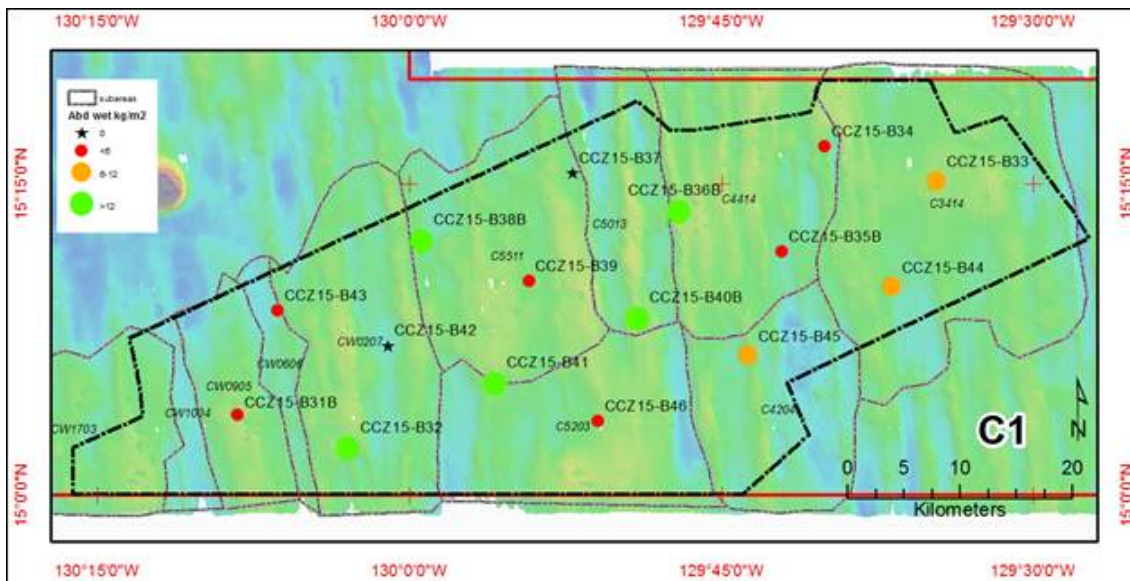 130°15'0"W 130°0'0"W 129°45'0"W 129°30'0"W
15°15'0"N
15°0'0"N
subareas
Abd wet kg/m2
0
<6
6-12
>12
CCZ15-B34
CCZ15-B37
CCZ15-B33
CCZ15-B36B
C4414
C3414
CCZ15-B38B
C5013
C5511
CCZ15-B39
CCZ15-B35B
CCZ15-B44
CCZ15-B43
CCZ15-B40B
CCZ15-B42
CW0207
CCZ15-B45
CW0606
CCZ15-B41
CW0905
CCZ15-B31B
CW1004
CW1703
CCZ15-B46
C5203
C4204
CCZ15-B32
C1
N
0 5 10 20
Kilometers
15°15'0"N
15°0'0"N
130°15'0"W 130°0'0"W 129°45'0"W 129°30'0"W